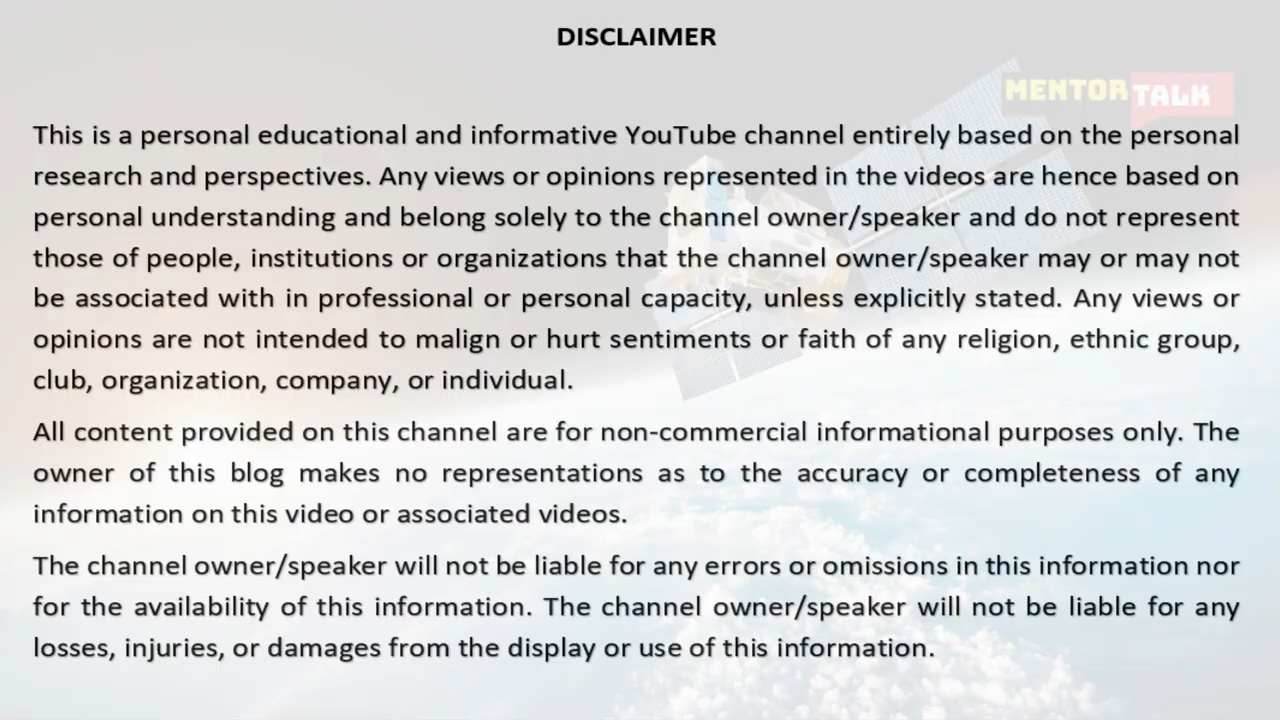 DISCLAIMER
MENTOR TALK
This is a personal educational and informative YouTube channel entirely based on the personal
research and perspectives. Any views or opinions represented in the videos are hence based on
personal understanding and belong solely to the channel owner/speaker and do not represent
those of people, institutions or organizations that the channel owner/speaker may or may not
be associated with in professional or personal capacity, unless explicitly stated. Any views or
opinions are not intended to malign or hurt sentiments or faith of any religion, ethnic group,
club, organization, company, or individual.
All content provided on this channel are for non-commercial informational purposes only. The
owner of this blog makes no representations as to the accuracy or completeness of any
information on this video or associated videos.
The channel owner/speaker will not be liable for any errors or omissions in this information nor
for the availability of this information. The channel owner/speaker will not be liable for any
losses, injuries, or damages from the display or use of this information.